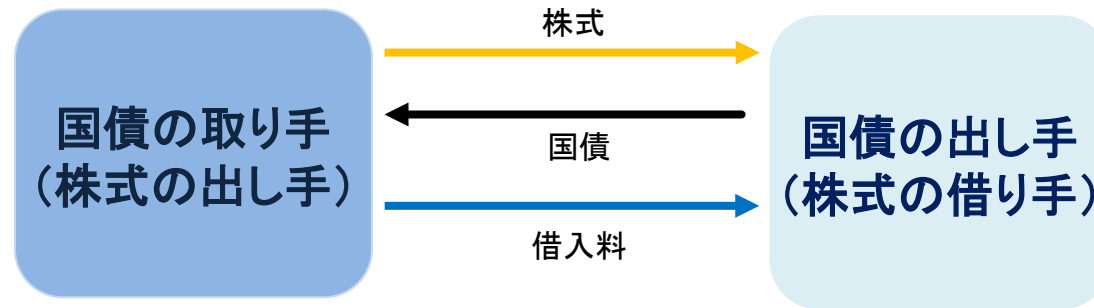 国債の取り手
（株式の出し手）
株式
国債
借入料
国債の出し手
（株式の借り手）